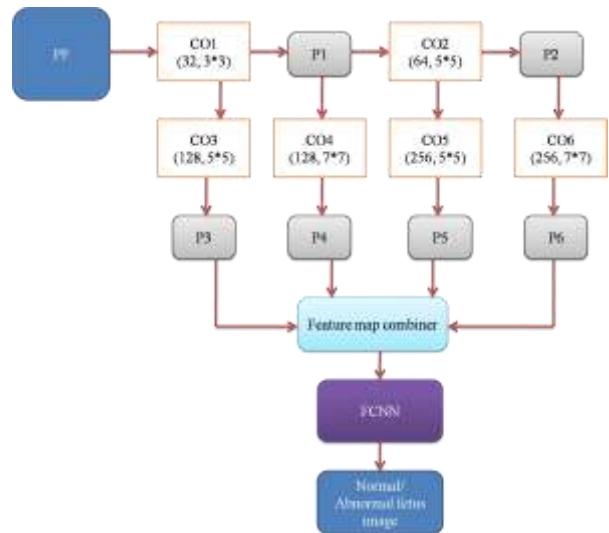 PF
CO1
(32, 3*3)
P1
CO2
(64, 5*5)
P2
CO3
(128, 5*5)
CO4
(128, 7*7)
CO5
(256, 5*5)
CO6
(256, 7*7)
P3
P4
P5
P6
Feature map combiner
FCNN
Normal/
Abnormal fetus
image